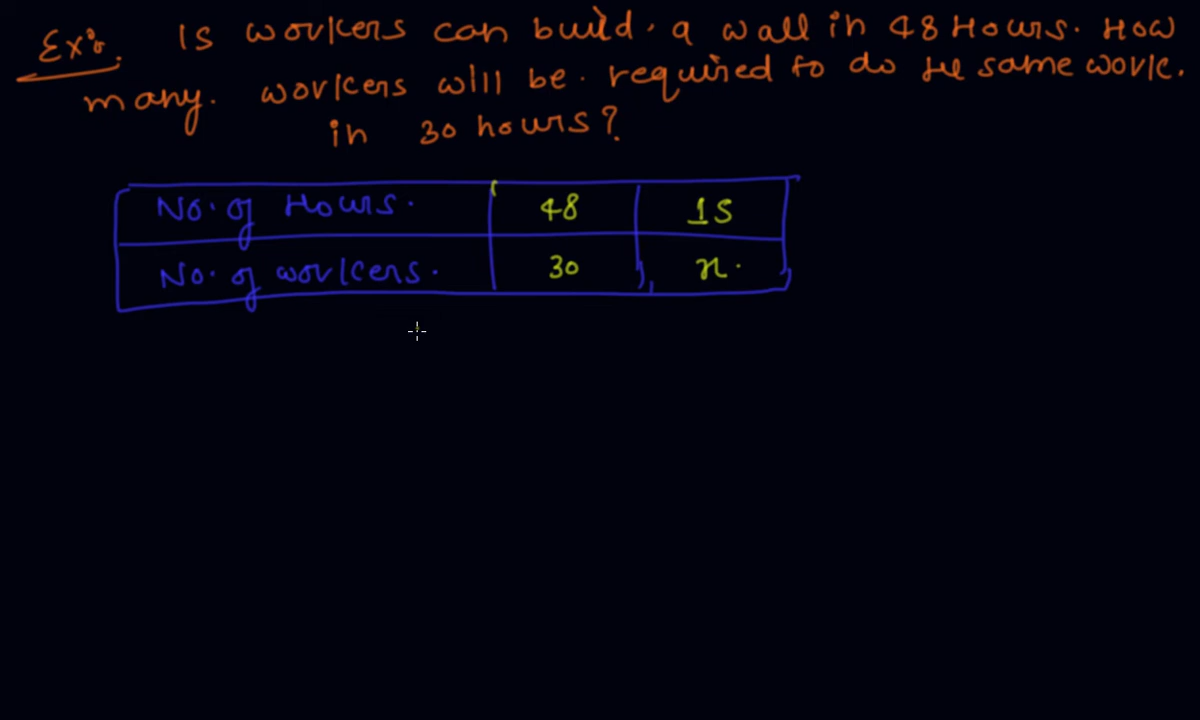 Ex:. 15 workers can build a wall in 48 Hours. How
many workers will be required to do the same work.
in 30 hours?
No. of Hours. 48 15
No. of workers. 30 x.